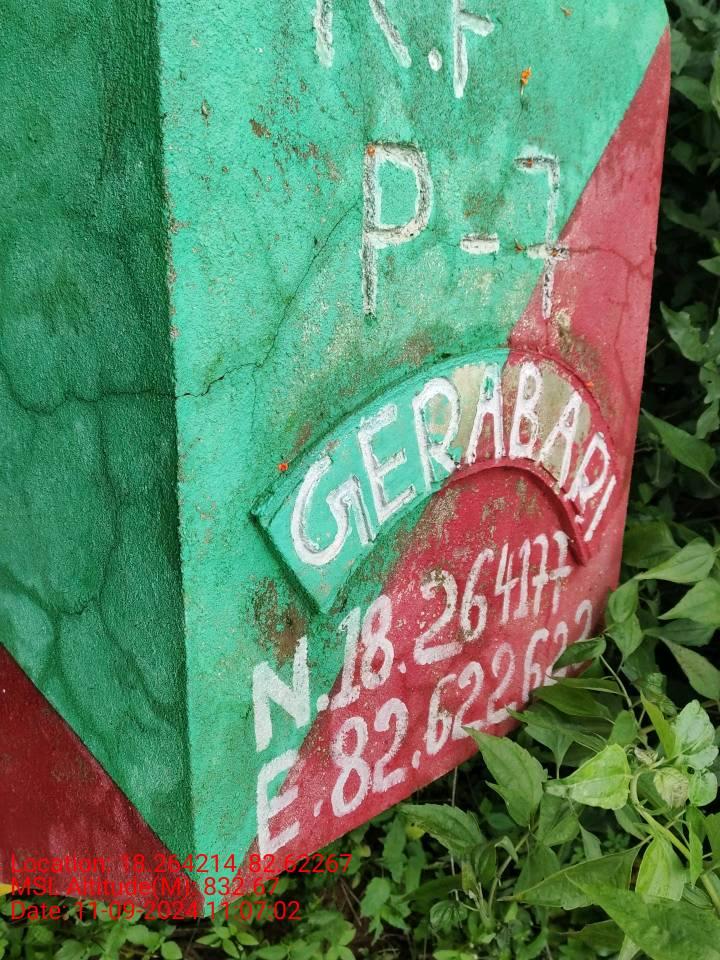 R.F
P-7
GERABARI
N.18.264177
E.82.622623
Location: 18.264214, 82.62267
MSL Altitude(M): 832.67
Date: 11-09-2024 11:07:02